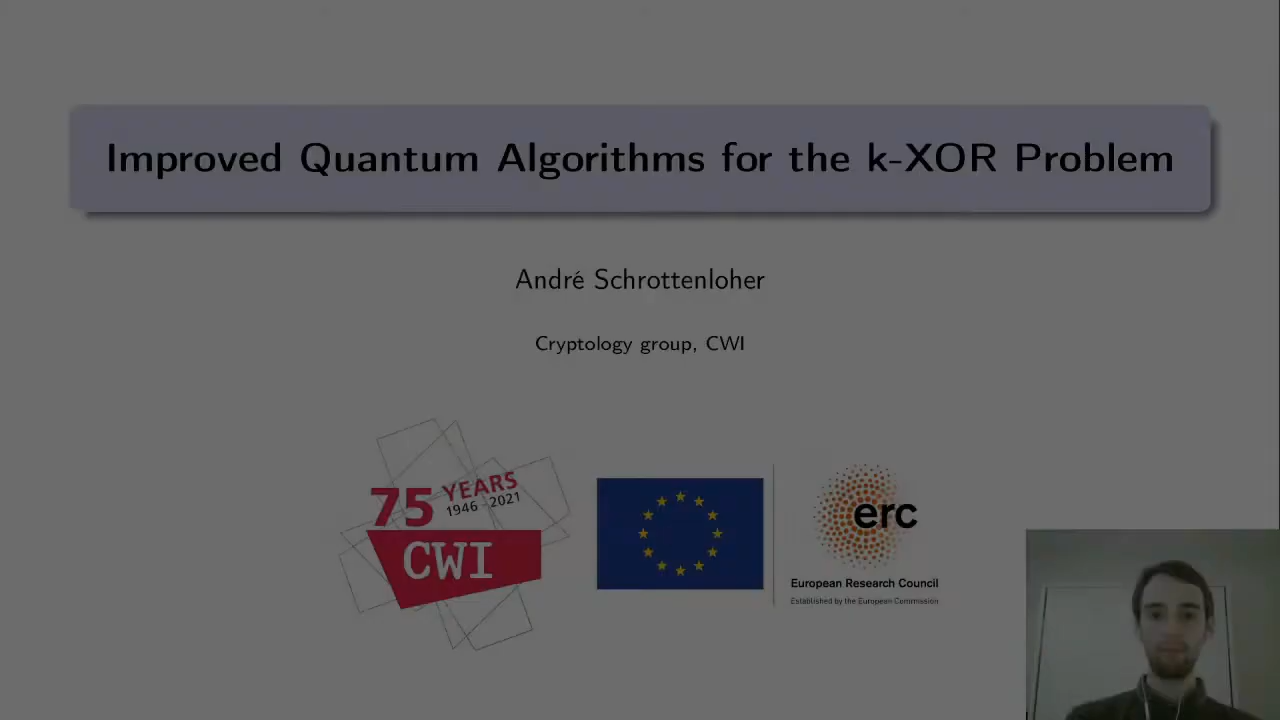 Improved Quantum Algorithms for the k-XOR Problem
André Schrottenloher
Cryptology group, CWI
75 YEARS
1946 - 2021
CWI
erc
European Research Council
Established by the European Commission